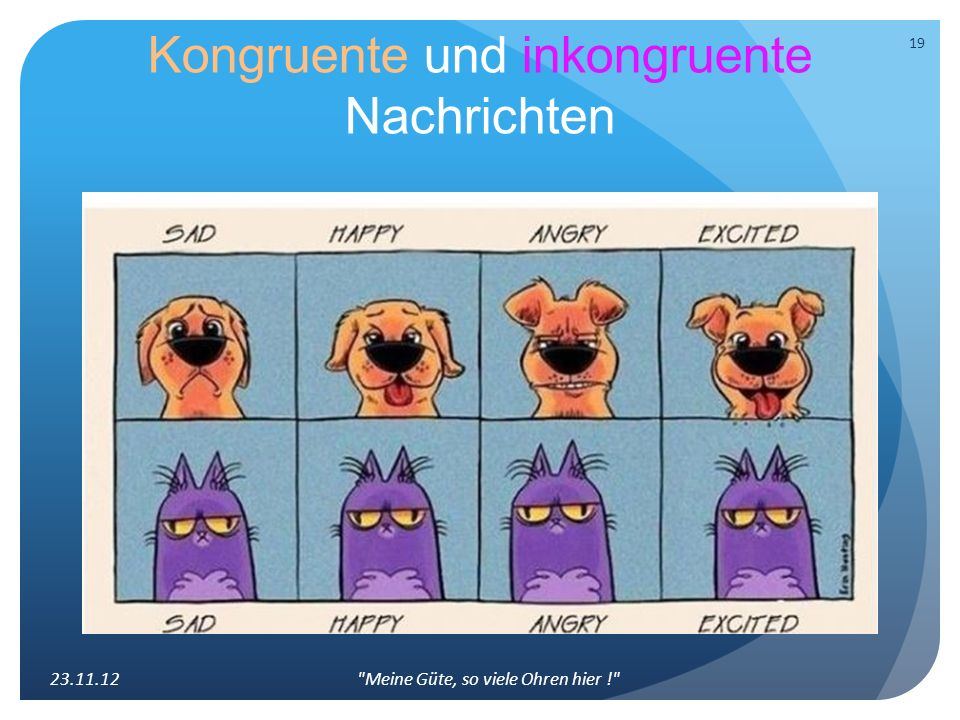 19
Kongruente und inkongruente
Nachrichten
SAD HAPPY ANGRY EXCITED
SAD HAPPY ANGRY EXCITED
23.11.12 "Meine Güte, so viele Ohren hier !"